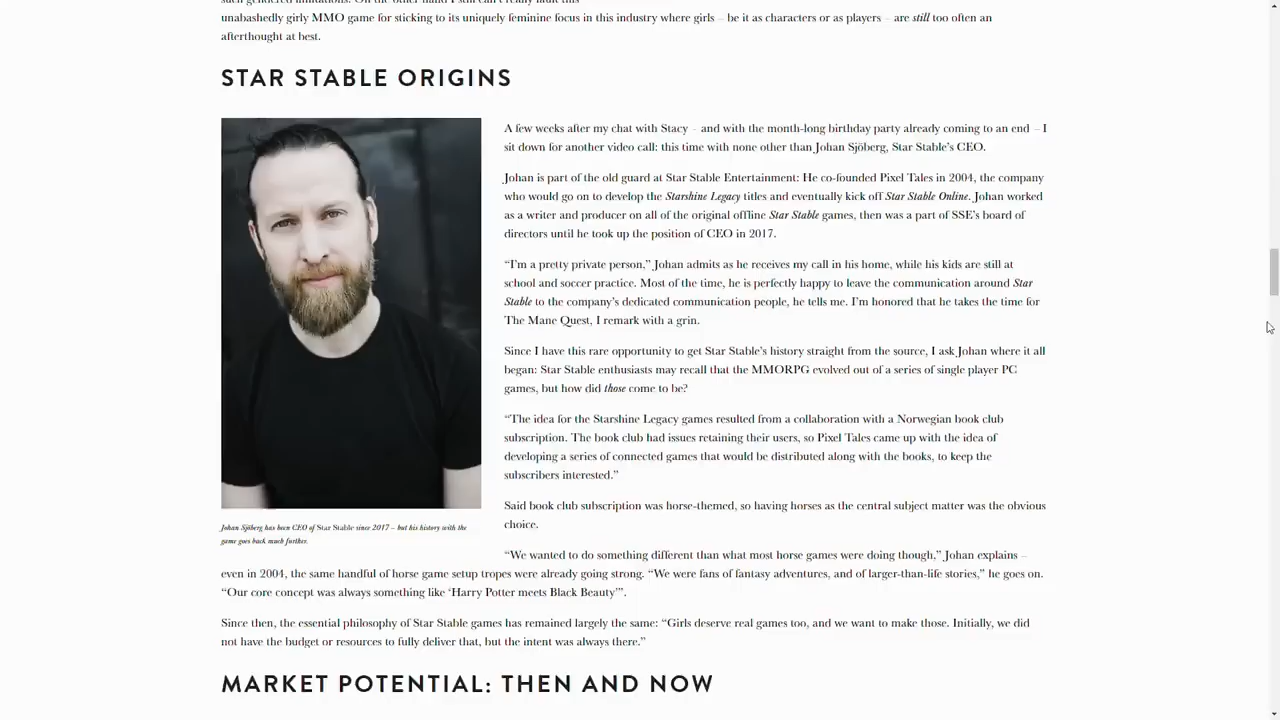 unabashedly girly MMO game for sticking to its uniquely feminine focus in this industry where girls – be it as characters or as players – are still too often an
afterthought at best.
STAR STABLE ORIGINS
A few weeks after my chat with Stacy – and with the month-long birthday party already coming to an end – I
sit down for another video call: this time with none other than Johan Sjöberg, Star Stable’s CEO.
Johan is part of the old guard at Star Stable Entertainment: He co-founded Pixel Tales in 2004, the company
who would go on to develop the Starshine Legacy titles and eventually kick off Star Stable Online. Johan worked
as a writer and producer on all of the original offline Star Stable games, then was a part of SSE’s board of
directors until he took up the position of CEO in 2017.
“I’m a pretty private person,” Johan admits as he receives my call in his home, while his kids are still at
school and soccer practice. Most of the time, he is perfectly happy to leave the communication around Star
Stable to the company’s dedicated communication people, he tells me. I’m honored that he takes the time for
The Mane Quest, I remark with a grin.
Since I have this rare opportunity to get Star Stable’s history straight from the source, I ask Johan where it all
began: Star Stable enthusiasts may recall that the MMORPG evolved out of a series of single player PC
games, but how did those come to be?
“The idea for the Starshine Legacy games resulted from a collaboration with a Norwegian book club
subscription. The book club had issues retaining their users, so Pixel Tales came up with the idea of
developing a series of connected games that would be distributed along with the books, to keep the
subscribers interested.”
Said book club subscription was horse-themed, so having horses as the central subject matter was the obvious
choice.
Johan Sjöberg has been CEO of Star Stable since 2017 – but his history with the
game goes back much further.
“We wanted to do something different than what most horse games were doing though,” Johan explains –
even in 2004, the same handful of horse game setup tropes were already going strong. “We were fans of fantasy adventures, and of larger-than-life stories,” he goes on.
“Our core concept was always something like ‘Harry Potter meets Black Beauty’”.
Since then, the essential philosophy of Star Stable games has remained largely the same: “Girls deserve real games too, and we want to make those. Initially, we did
not have the budget or resources to fully deliver that, but the intent was always there.”
MARKET POTENTIAL: THEN AND NOW